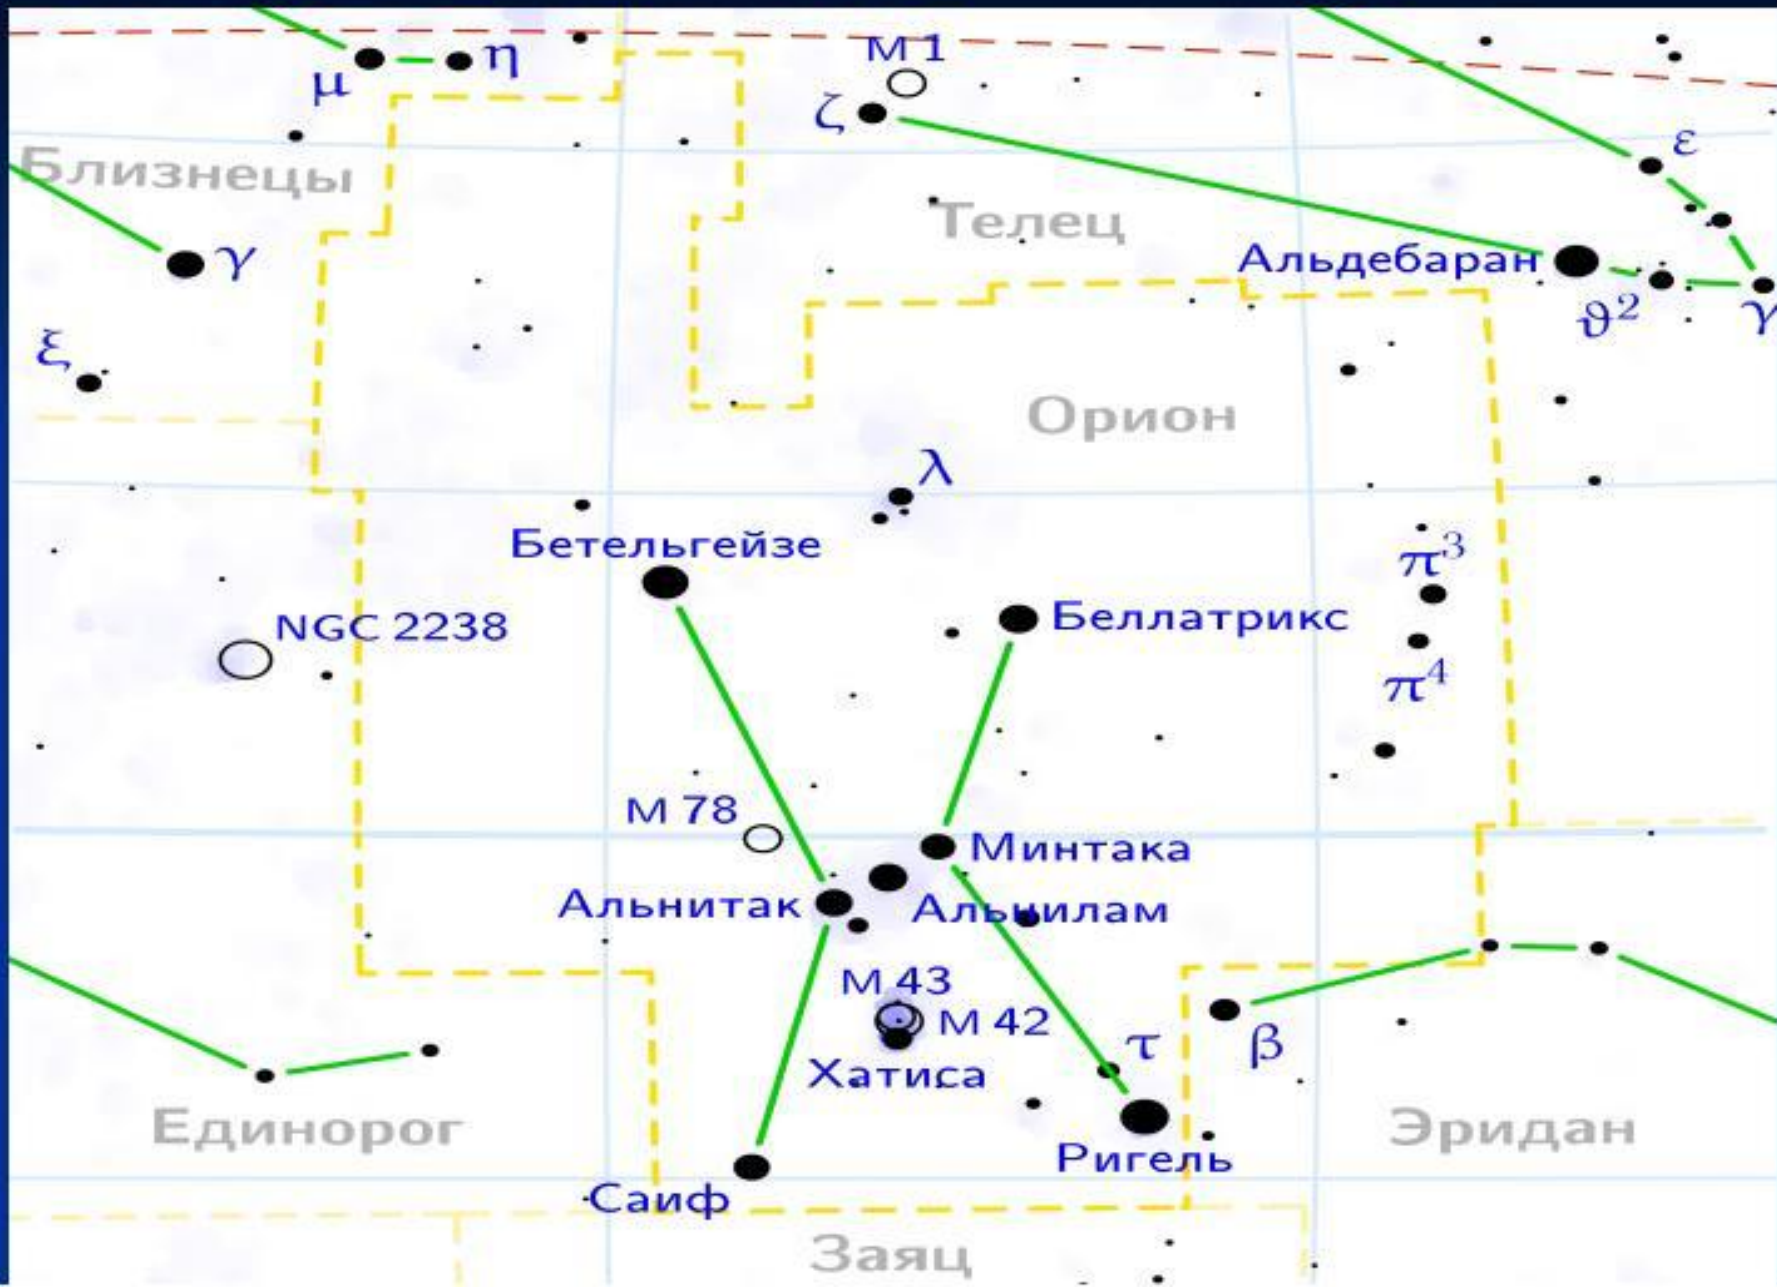 M 1
η
μ
ζ
ε
Близнецы
Телец
γ
Альдебаран
ϑ²
γ
ξ
Орион
λ
Бетельгейзе
π³
Беллатрикс
NGC 2238
π⁴
M 78
Минтака
Альнитак
Альнилам
M 43
M 42
τ
β
Хатиса
Единорог
Эридан
Ригель
Саиф
Заяц